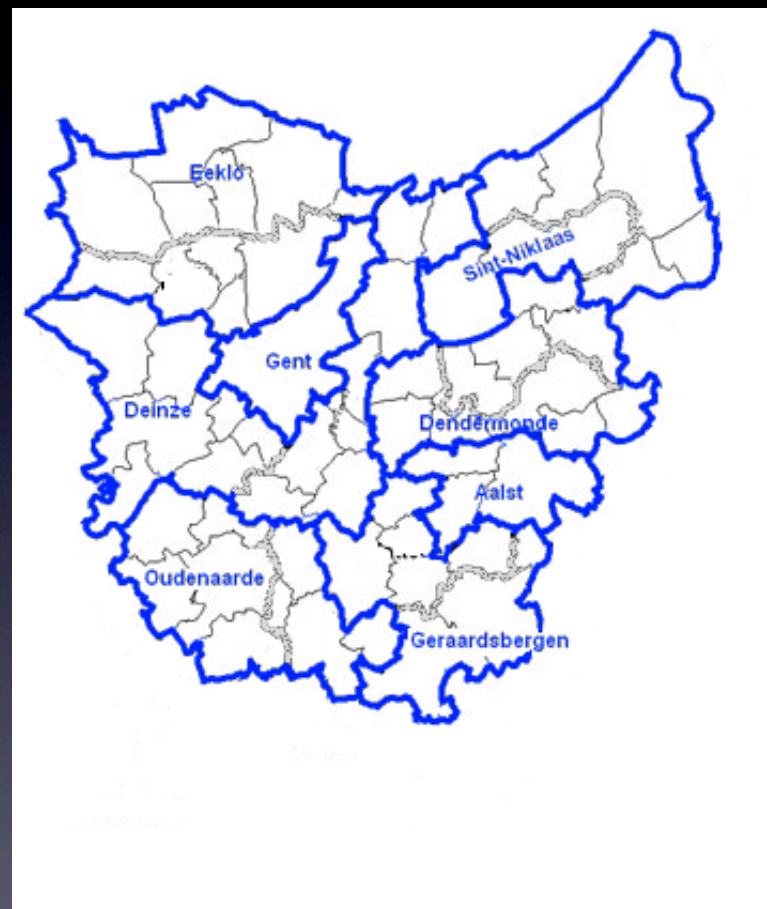 Eeklo
Sint-Niklaas
Gent
Deinze
Dendermonde
Aalst
Oudenaarde
Geraardsbergen